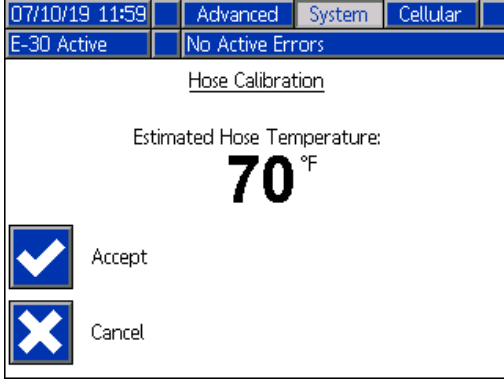 07/10/19 11:59 Advanced System Cellular
E-30 Active No Active Errors
Hose Calibration
Estimated Hose Temperature:
70 °F
Accept
Cancel